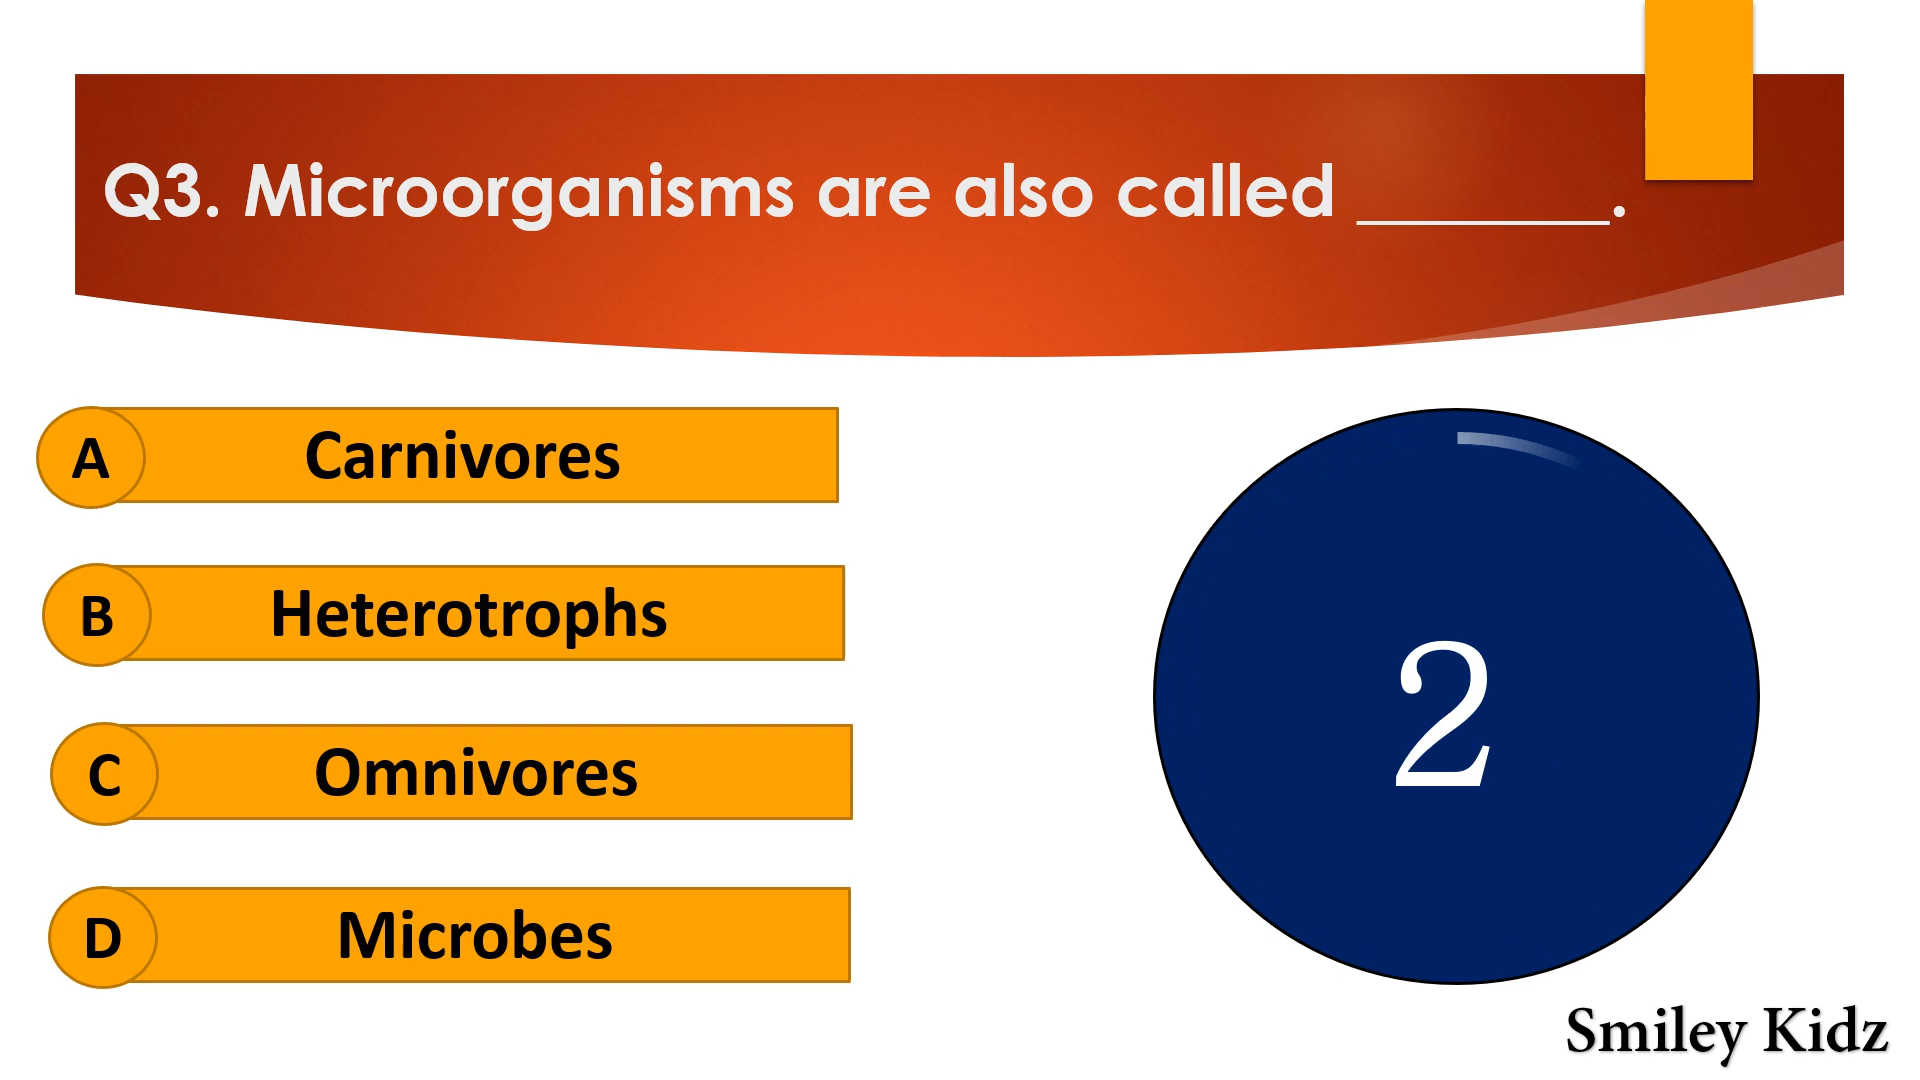 Q3. Microorganisms are also called _______.
A Carnivores
B Heterotrophs
C Omnivores
D Microbes
2
Smiley Kidz